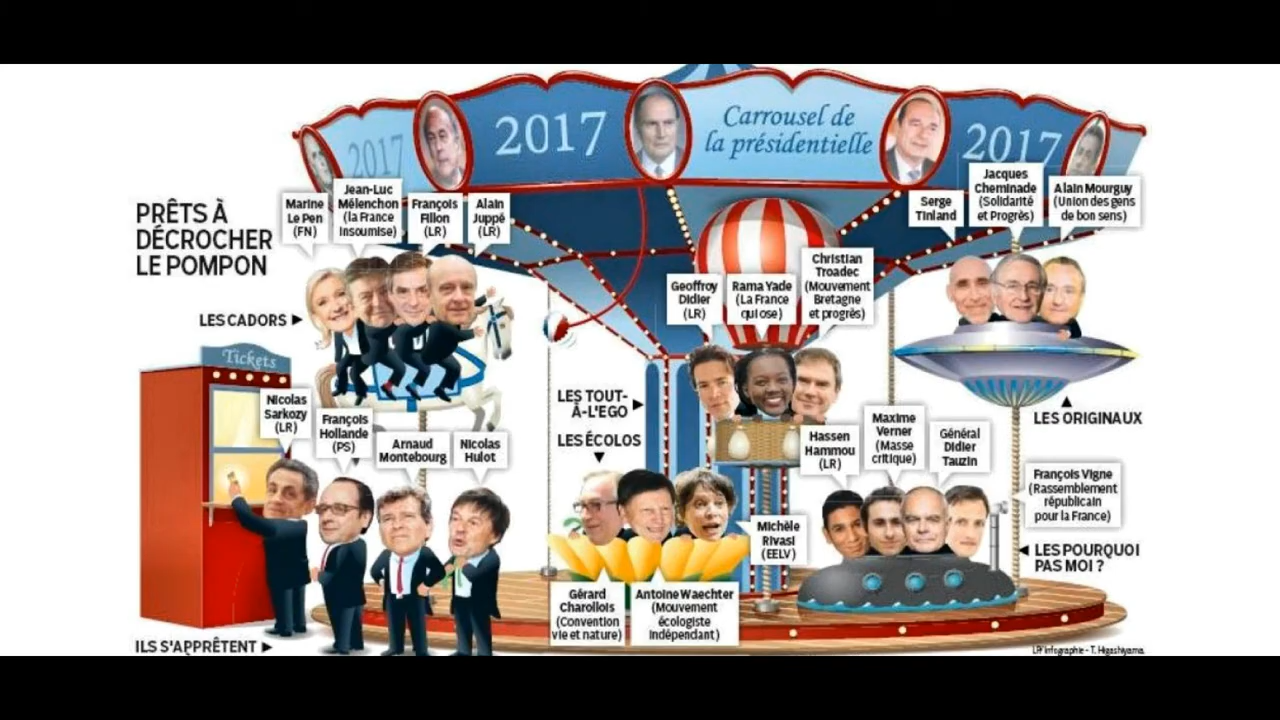 2017
2017
Carrousel de
la présidentielle
2017
PRÊTS À
DÉCROCHER
LE POMPON
Marine
Le Pen
(FN)
Jean-Luc
Mélenchon
(la France
insoumise)
François
Fillon
(LR)
Alain
Juppé
(LR)
LES CADORS
Geoffroy
Didier
(LR)
Rama Yade
(La France
qui ose)
Christian
Troadec
(Mouvement
Bretagne
et progrès)
LES TOUT-
À-L'EGO
Serge
Tinland
Jacques
Cheminade
(Solidarité
et Progrès)
Alain Mourguy
(Union des gens
de bon sens)
LES ORIGINAUX
Tickets
Nicolas
Sarkozy
(LR)
François
Hollande
(PS)
Arnaud
Montebourg
Nicolas
Hulot
ILS S'APPRÊTENT
LES ÉCOLOS
Gérard
Charollois
(Convention
vie et nature)
Antoine Waechter
(Mouvement
écologiste
indépendant)
Michèle
Rivasi
(EELV)
Hassen
Hammou
(LR)
Maxime
Verner
(Masse
critique)
Général
Didier
Tauzin
François Vigne
(Rassemblement
républicain
pour la France)
LES POURQUOI
PAS MOI ?
LP/Infographie - T. Higashiyama.